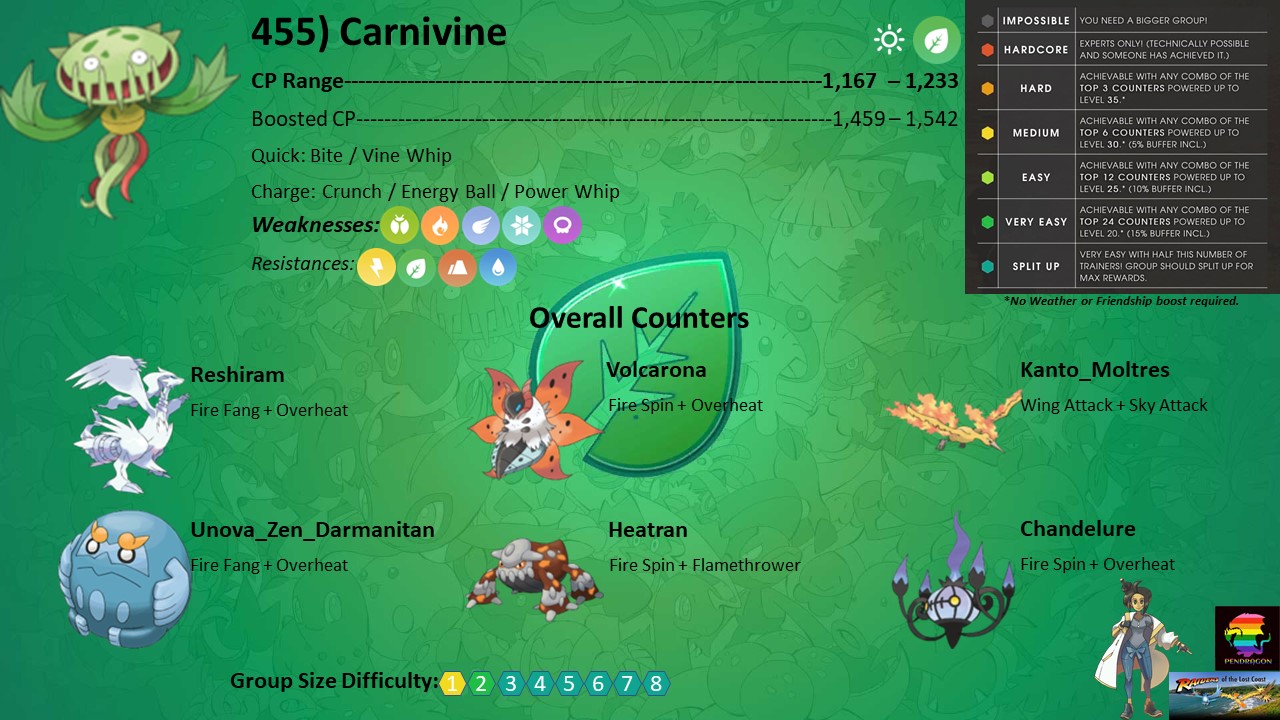 455) Carnivine
CP Range--------------------------------------------------------------------------1,167 – 1,233
Boosted CP--------------------------------------------------------------------------1,459 – 1,542
Quick: Bite / Vine Whip
Charge: Crunch / Energy Ball / Power Whip
Weaknesses:
Resistances:
IMPOSSIBLE YOU NEED A BIGGER GROUP!
HARDCORE EXPERTS ONLY! (TECHNICALLY POSSIBLE
AND SOMEONE HAS ACHIEVED IT.)
HARD ACHIEVABLE WITH ANY COMBO OF THE
TOP 3 COUNTERS POWERED UP TO
LEVEL 35.*
MEDIUM ACHIEVABLE WITH ANY COMBO OF THE
TOP 6 COUNTERS POWERED UP TO
LEVEL 30.* (5% BUFFER INCL.)
EASY ACHIEVABLE WITH ANY COMBO OF THE
TOP 12 COUNTERS POWERED UP TO
LEVEL 25.* (10% BUFFER INCL.)
VERY EASY ACHIEVABLE WITH ANY COMBO OF THE
TOP 24 COUNTERS POWERED UP TO
LEVEL 20.* (15% BUFFER INCL.)
SPLIT UP VERY EASY WITH HALF THIS NUMBER OF
TRAINERS! GROUP SHOULD SPLIT UP FOR
MAX REWARDS.
*No Weather or Friendship boost required.
Overall Counters
Reshiram
Fire Fang + Overheat
Volcarona
Fire Spin + Overheat
Kanto_Moltres
Wing Attack + Sky Attack
Unova_Zen_Darmanitan
Fire Fang + Overheat
Heatran
Fire Spin + Flamethrower
Chandelure
Fire Spin + Overheat
Group Size Difficulty: 1 2 3 4 5 6 7 8
PENDRAGON
RAIDERS of the Lost Coast